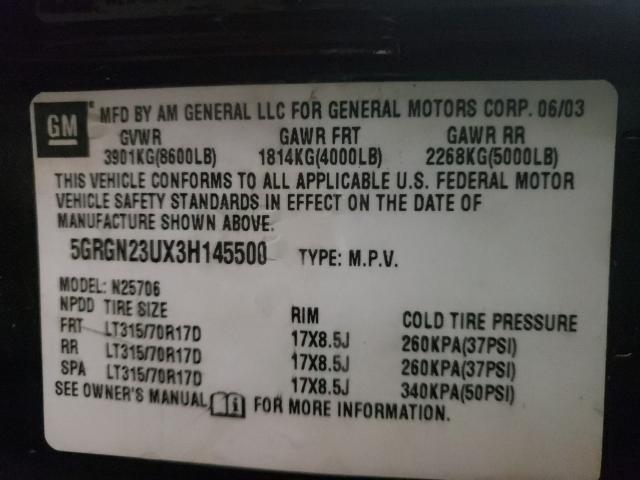 GM
MFD BY AM GENERAL LLC FOR GENERAL MOTORS CORP. 06/03
GVWR GAWR FRT GAWR RR
3901KG(8600LB) 1814KG(4000LB) 2268KG(5000LB)
THIS VEHICLE CONFORMS TO ALL APPLICABLE U.S. FEDERAL MOTOR
VEHICLE SAFETY STANDARDS IN EFFECT ON THE DATE OF
MANUFACTURE SHOWN ABOVE.
5GRGN23UX3H145500 TYPE: M.P.V.
MODEL: N25706
NPDD TIRE SIZE RIM COLD TIRE PRESSURE
FRT LT315/70R17D 17X8.5J 260KPA(37PSI)
RR LT315/70R17D 17X8.5J 260KPA(37PSI)
SPA LT315/70R17D 17X8.5J 340KPA(50PSI)
SEE OWNER'S MANUAL FOR MORE INFORMATION.